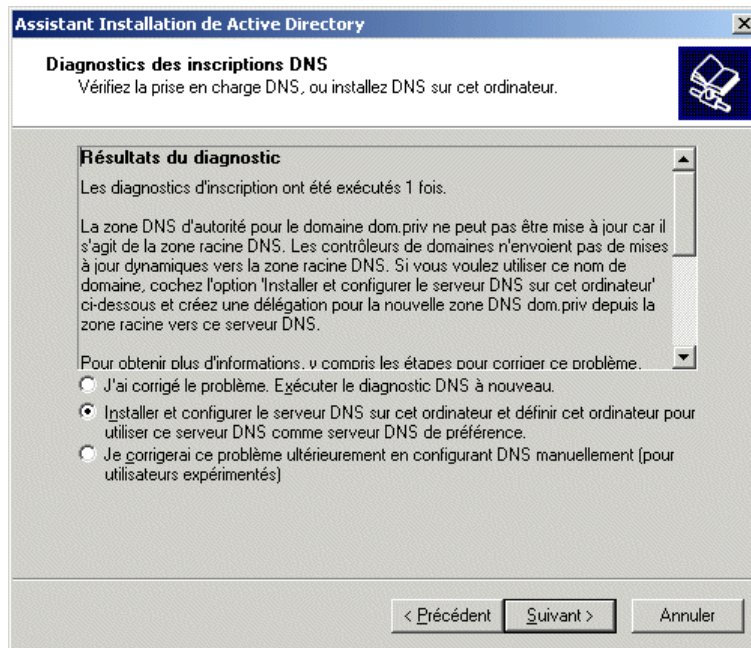 Assistant Installation de Active Directory
Diagnostics des inscriptions DNS
Vérifiez la prise en charge DNS, ou installez DNS sur cet ordinateur.
Résultats du diagnostic
Les diagnostics d'inscription ont été exécutés 1 fois.
La zone DNS d'autorité pour le domaine dom.priv ne peut pas être mise à jour car il
s'agit de la zone racine DNS. Les contrôleurs de domaines n'envoient pas de mises
à jour dynamiques vers la zone racine DNS. Si vous voulez utiliser ce nom de
domaine, cochez l'option 'Installer et configurer le serveur DNS sur cet ordinateur'
ci-dessous et créez une délégation pour la nouvelle zone DNS dom.priv depuis la
zone racine vers ce serveur DNS.
Pour obtenir plus d'informations, y compris les étapes pour corriger ce problème,
J'ai corrigé le problème. Exécuter le diagnostic DNS à nouveau.
Installer et configurer le serveur DNS sur cet ordinateur et définir cet ordinateur pour
utiliser ce serveur DNS comme serveur DNS de préférence.
Je corrigerai ce problème ultérieurement en configurant DNS manuellement (pour
utilisateurs expérimentés)
< Précédent
Suivant >
Annuler